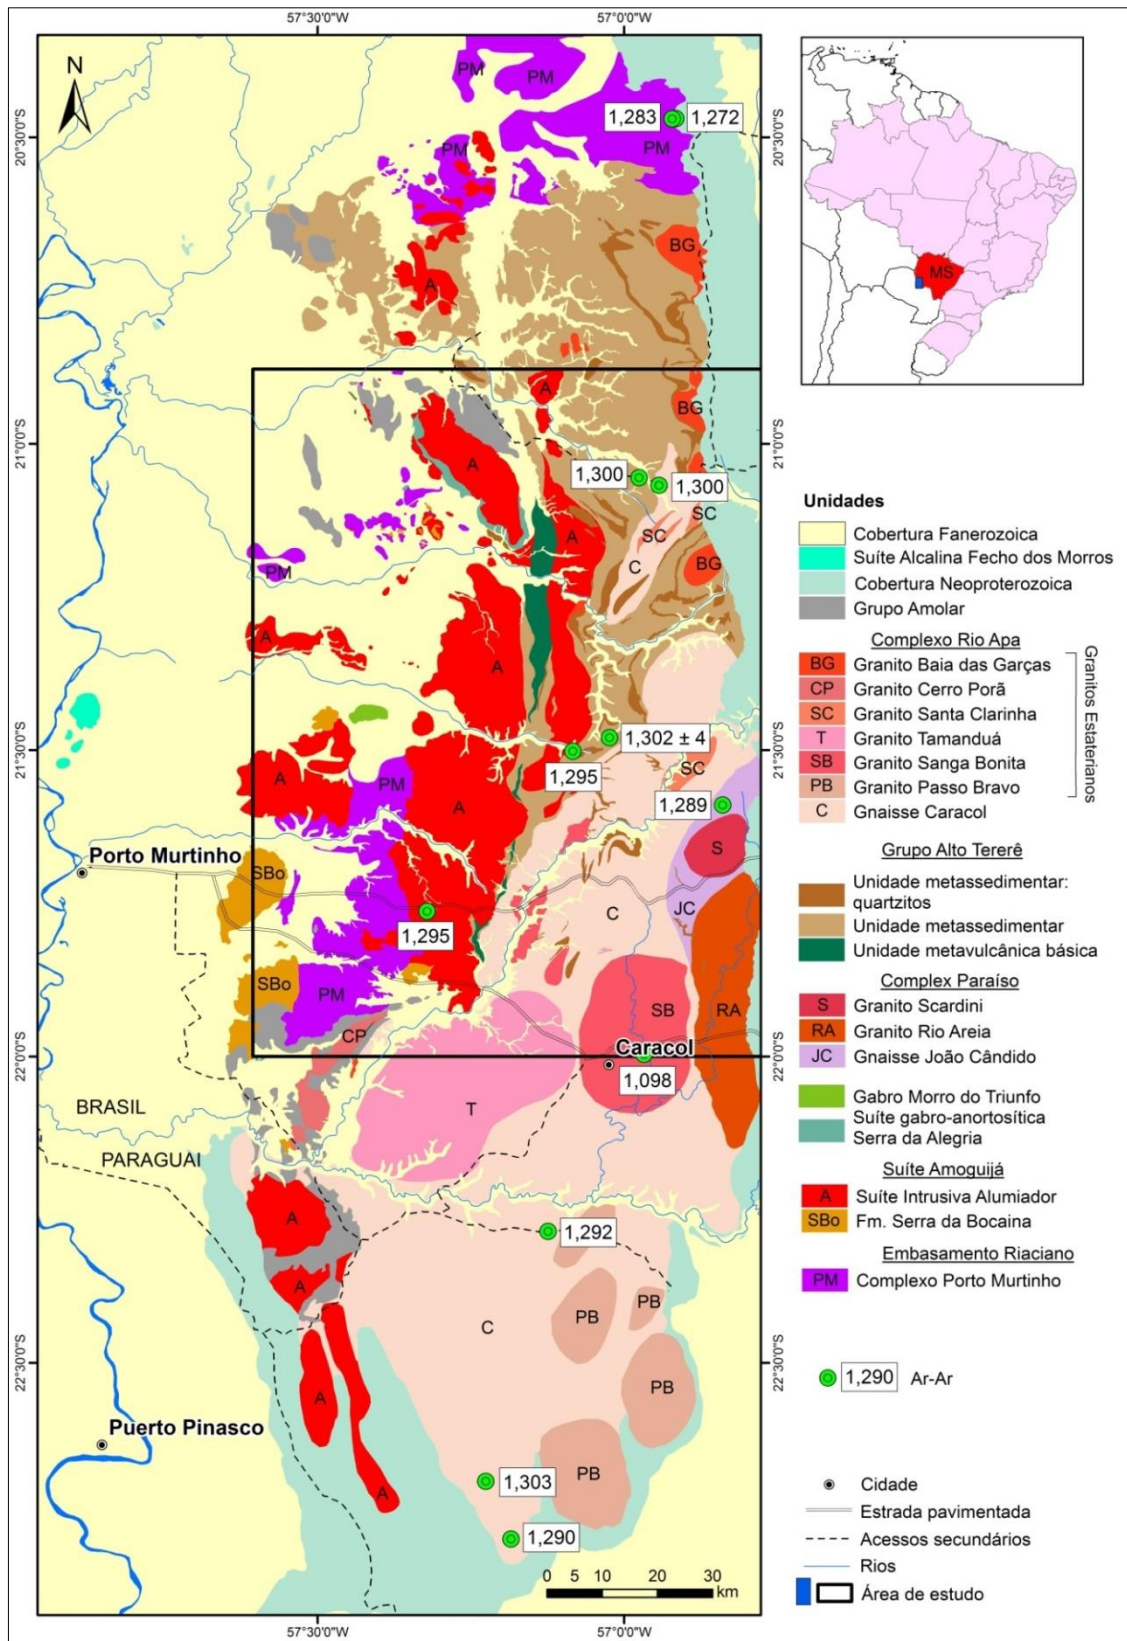 57°30'0"W
57°0'0"W
N
20°30'0"S
21°0'0"S
21°30'0"S
22°0'0"S
22°30'0"S
PM
PM
1,283
1,272
PM
PM
BG
A
MS
A
BG
A
1,300
1,300
SC
A
SC
BG
C
PM
A
A
1,302 ± 4
1,295
SC
A
PM
A
1,289
S
Porto Murtinho
SBo
C
JC
1,295
SBo
PM
SB
RA
CP
Caracol
1,098
T
BRASIL
PARAGUAI
A
1,292
A
C
PB
PB
A
PB
Puerto Pinasco
1,303
PB
A
1,290
0 5 10 20 30
km
20°30'0"S
21°0'0"S
21°30'0"S
22°0'0"S
22°30'0"S
57°30'0"W
57°0'0"W
Unidades
Cobertura Fanerozoica
Suíte Alcalina Fecho dos Morros
Cobertura Neoproterozoica
Grupo Amolar
Complexo Rio Apa
BG Granito Baia das Garças
CP Granito Cerro Porã
SC Granito Santa Clarinha
T Granito Tamanduá
SB Granito Sanga Bonita
PB Granito Passo Bravo
Granitos Estaterianos
C Gnaisse Caracol
Grupo Alto Tererê
Unidade metassedimentar:
quartzitos
Unidade metassedimentar
Unidade metavulcânica básica
Complex Paraíso
S Granito Scardini
RA Granito Rio Areia
JC Gnaisse João Cândido
Gabro Morro do Triunfo
Suíte gabro-anortosítica
Serra da Alegria
Suíte Amoguijá
A Suíte Intrusiva Alumiador
SBo Fm. Serra da Bocaina
Embasamento Riaciano
PM Complexo Porto Murtinho
1,290 Ar-Ar
Cidade
Estrada pavimentada
Acessos secundários
Rios
Área de estudo